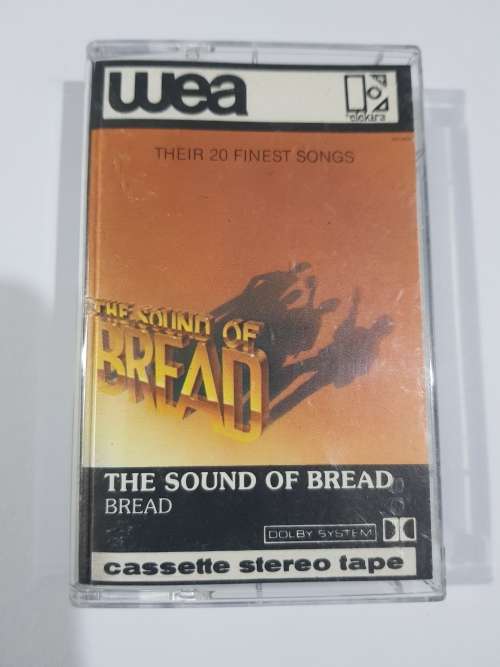 wea
elektra
THEIR 20 FINEST SONGS
THE SOUND OF
BREAD
THE SOUND OF BREAD
BREAD
DOLBY SYSTEM
cassette stereo tape